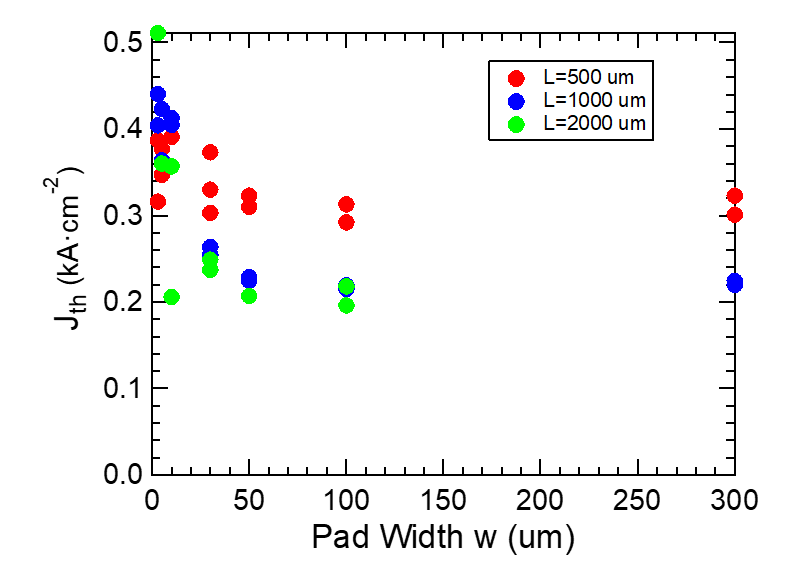 0.5
0.4
0.3
0.2
0.1
0.0
J_th (kA·cm^-2)
L=500 um
L=1000 um
L=2000 um
0 50 100 150 200 250 300
Pad Width w (um)